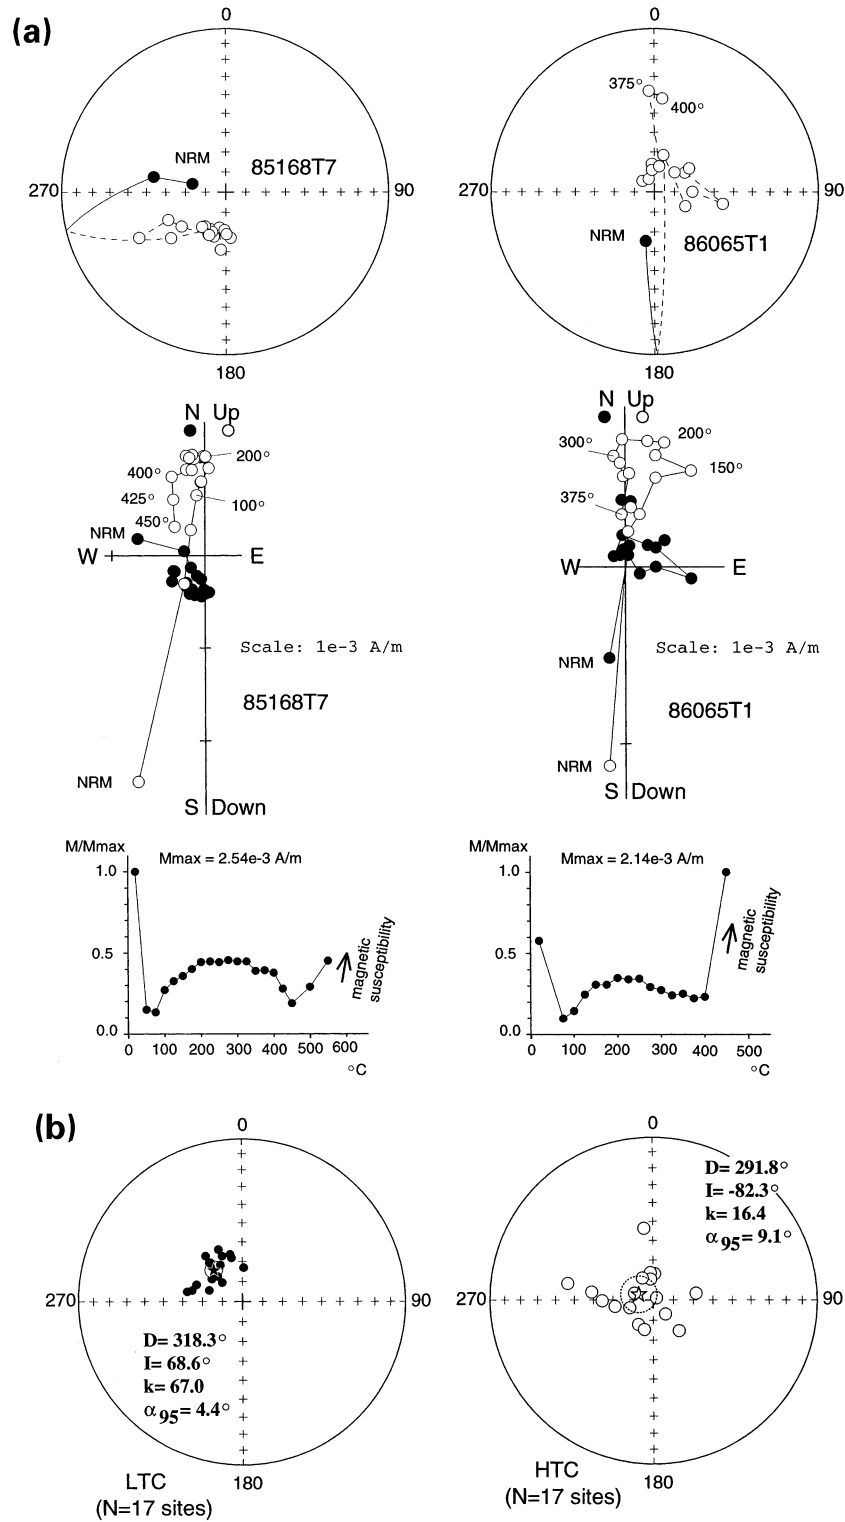 (a)
0
0
NRM
85168T7
270
90
180
375°
400°
270
90
NRM
86065T1
180
N Up
200°
400°
425°
100°
450°
NRM
W
E
Scale: 1e-3 A/m
85168T7
NRM
S Down
N Up
300°
200°
150°
375°
W
E
NRM
Scale: 1e-3 A/m
86065T1
NRM
S Down
M/Mmax
Mmax = 2.54e-3 A/m
1.0
0.5
0.0
magnetic
susceptibility
0 100 200 300 400 500 600
°C
M/Mmax
Mmax = 2.14e-3 A/m
1.0
0.5
0.0
magnetic
susceptibility
0 100 200 300 400 500
°C
(b)
0
270
90
D= 318.3°
I= 68.6°
k= 67.0
α95= 4.4°
180
LTC
(N=17 sites)
0
D= 291.8°
I= -82.3°
k= 16.4
α95= 9.1°
270
90
HTC
180
(N=17 sites)